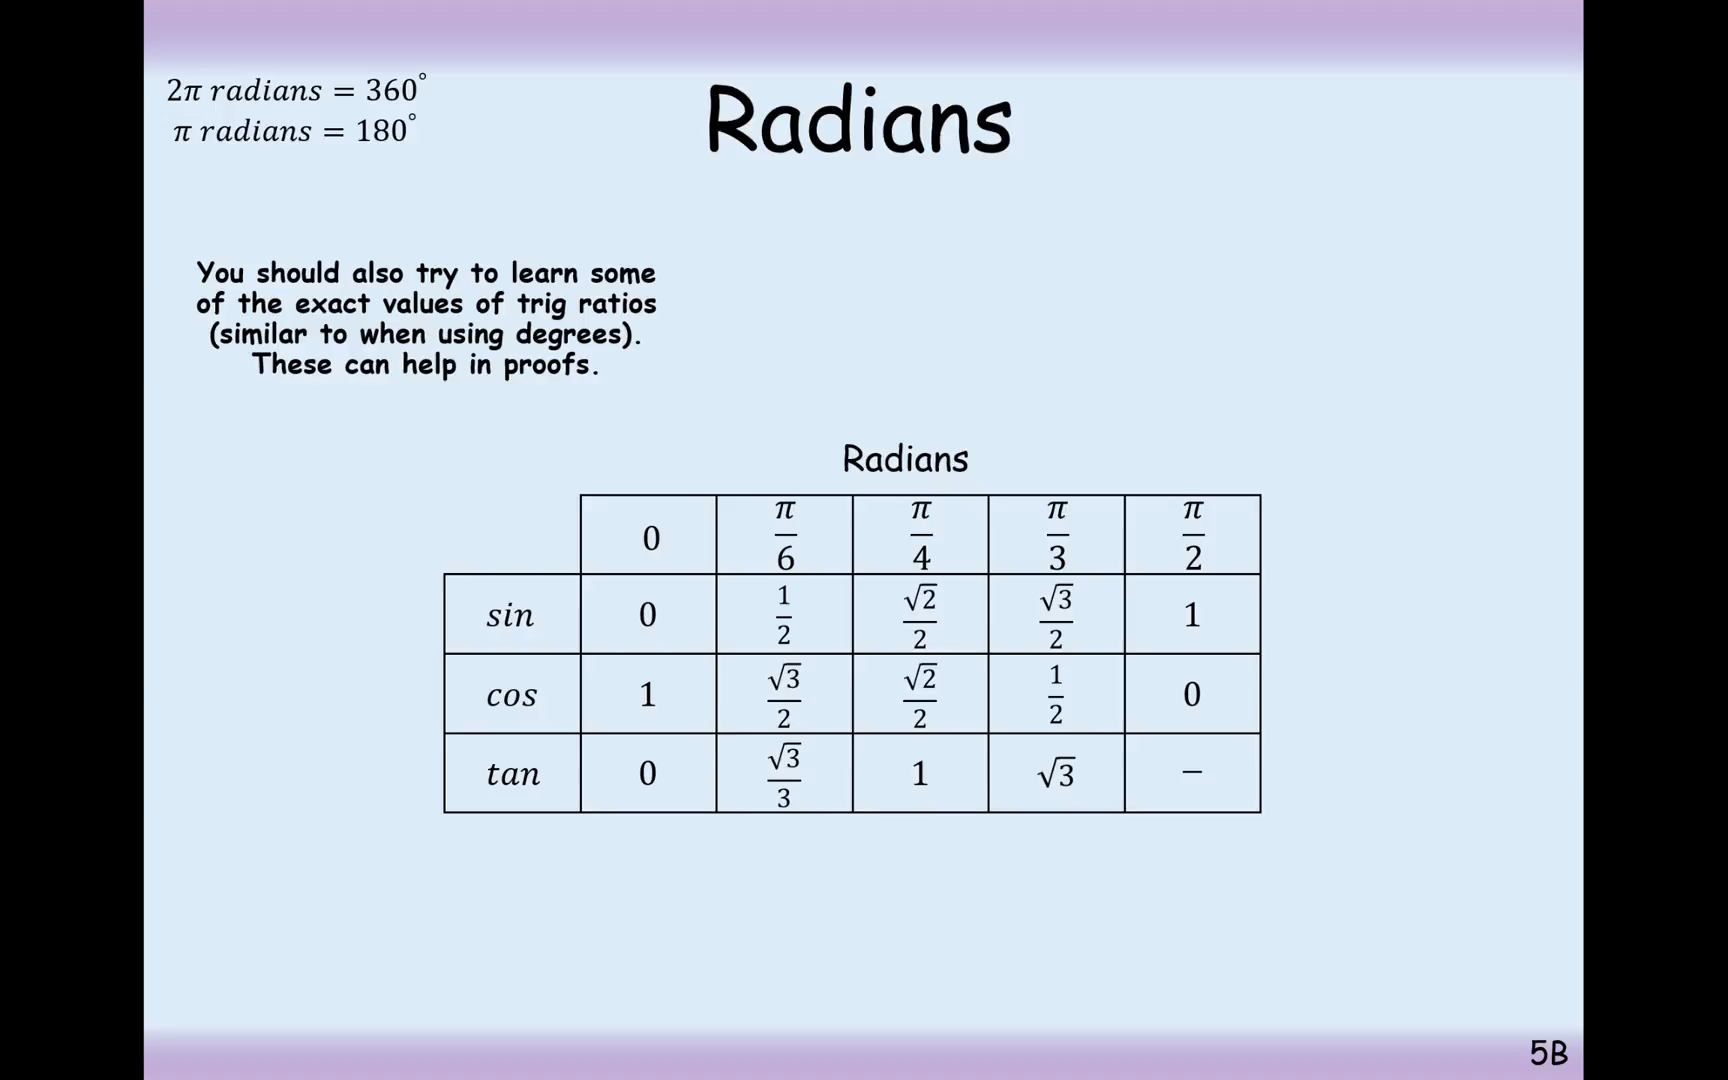 2π radians = 360°
π radians = 180°
Radians
You should also try to learn some
of the exact values of trig ratios
(similar to when using degrees).
These can help in proofs.
Radians
0 π/6 π/4 π/3 π/2
sin 0 1/2 √2/2 √3/2 1
cos 1 √3/2 √2/2 1/2 0
tan 0 √3/3 1 √3 −
5B